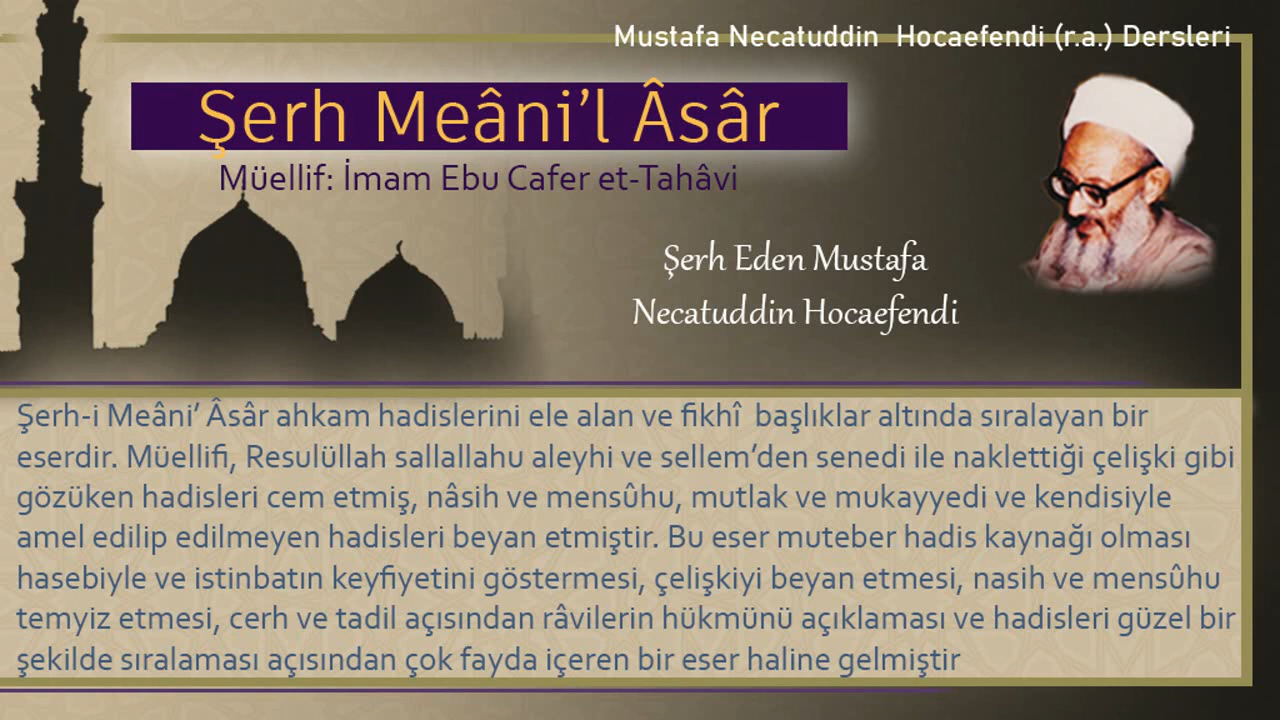 Mustafa Necatuddin Hocaefendi (r.a.) Dersleri
Şerh Meâni’l Âsâr
Müellif: İmam Ebu Cafer et-Tahâvi
Şerh Eden Mustafa
Necatuddin Hocaefendi
Şerh-i Meâni’ Âsâr ahkam hadislerini ele alan ve fıkhî başlıklar altında sıralayan bir
eserdir. Müellifi, Resulüllah sallallahu aleyhi ve sellem’den senedi ile naklettiği çelişki gibi
gözüken hadisleri cem etmiş, nâsih ve mensûhu, mutlak ve mukayyedi ve kendisiyle
amel edilip edilmeyen hadisleri beyan etmiştir. Bu eser muteber hadis kaynağı olması
hasebiyle ve istinbatın keyfiyetini göstermesi, çelişkiyi beyan etmesi, nasih ve mensûhu
temyiz etmesi, cerh ve tadil açısından râvilerin hükmünü açıklaması ve hadisleri güzel bir
şekilde sıralaması açısından çok fayda içeren bir eser haline gelmiştir